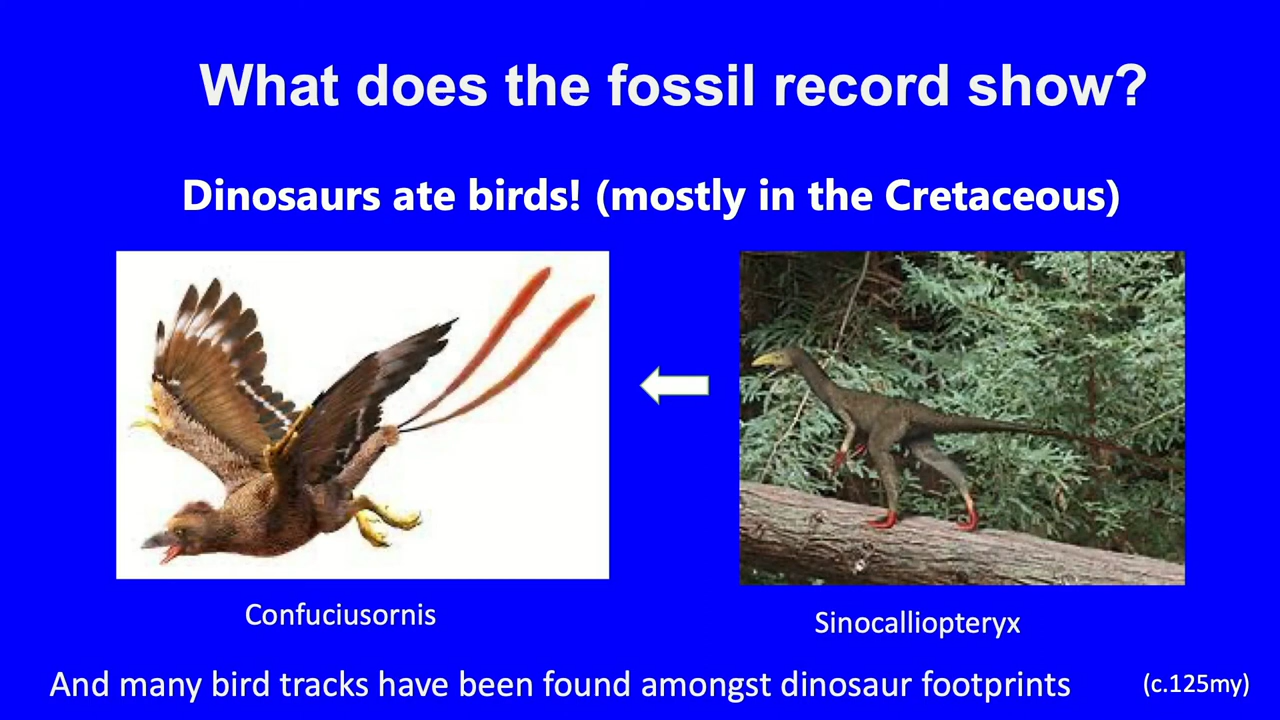 What does the fossil record show?
Dinosaurs ate birds! (mostly in the Cretaceous)
Confuciusornis
Sinocalliopteryx
And many bird tracks have been found amongst dinosaur footprints
(c.125my)